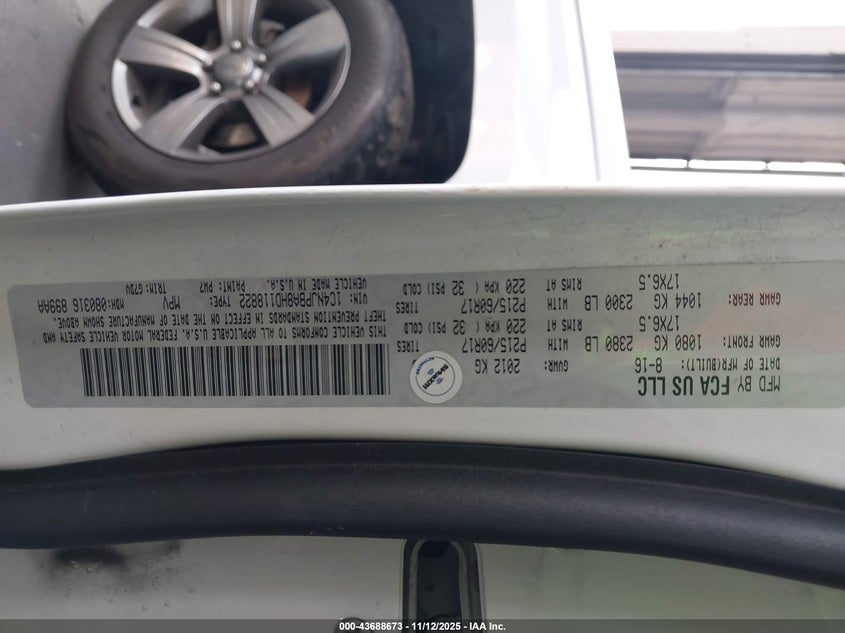 MFD BY FCA US LLC
DATE OF MFR(BUILT): 8-16 GVWR: 2012 KG
GAWR FRONT: 1080 KG 2380 LB WITH P215/60R17 TIRES
17X6.5 RIMS AT 220 KPA ( 32 PSI) COLD
GAWR REAR: 1044 KG 2300 LB WITH P215/60R17 TIRES
17X6.5 RIMS AT 220 KPA ( 32 PSI) COLD
SiriusXM
THIS VEHICLE CONFORMS TO ALL APPLICABLE U.S.A. FEDERAL MOTOR VEHICLE SAFETY AND
THEFT PREVENTION STANDARDS IN EFFECT ON THE DATE OF MANUFACTURE SHOWN ABOVE.
VIN: 1C4NJPBA8HD118822 TYPE: MPV MDH:080316 899AA
VEHICLE MADE IN U.S.A. PAINT: PW7 TRIM:
000-43688673 - 11/12/2025 - IAA Inc.